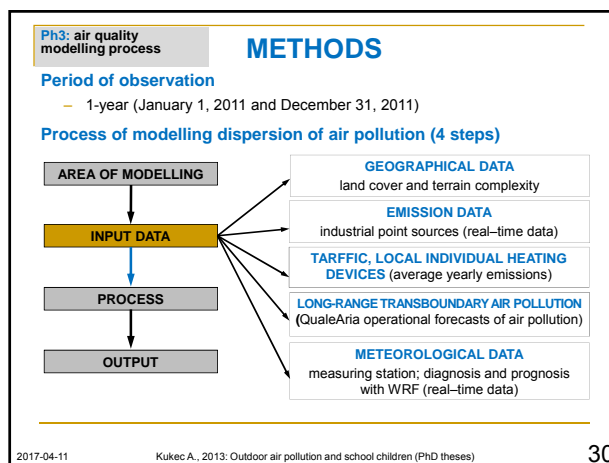 Ph3: air quality
modelling process
METHODS
Period of observation
– 1-year (January 1, 2011 and December 31, 2011)
Process of modelling dispersion of air pollution (4 steps)
AREA OF MODELLING
INPUT DATA
PROCESS
OUTPUT
GEOGRAPHICAL DATA
land cover and terrain complexity
EMISSION DATA
industrial point sources (real–time data)
TARFFIC, LOCAL INDIVIDUAL HEATING
DEVICES (average yearly emissions)
LONG-RANGE TRANSBOUNDARY AIR POLLUTION
(QualeAria operational forecasts of air pollution)
METEOROLOGICAL DATA
measuring station; diagnosis and prognosis
with WRF (real–time data)
2017-04-11
Kukec A., 2013: Outdoor air pollution and school children (PhD theses)
30